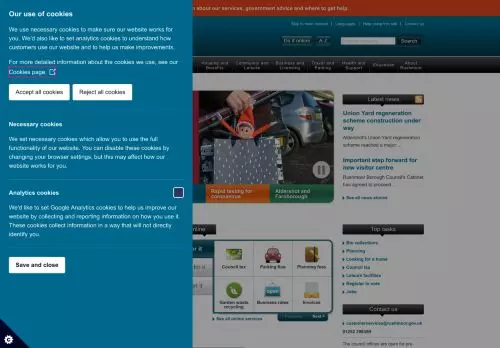 Our use of cookies
We use necessary cookies to make sure our website works for
you. We'd also like to set analytics cookies to understand how
customers use our website and to help us make improvements.
For more detailed information about the cookies we use, see our
Cookies page.
Accept all cookies
Reject all cookies
Necessary cookies
We set necessary cookies which allow you to use the full
functionality of our website. You can disable these cookies by
changing your browser settings, but this may affect how our
website works for you.
Analytics cookies
We'd like to set Google Analytics cookies to help us improve our
website by collecting and reporting information on how you use it.
These cookies collect information in a way that will not directly
identify you.
Save and close
about our services, government advice and where to get help
Skip to main content
Languages
Help using this site
Contact us
Do it online
A-Z
Search
Housing and
Benefits
Community and
Leisure
Business and
Licensing
Travel and
Parking
Health and
Support
Elections
About
Rushmoor
Rapid testing for
coronavirus
Aldershot and
Farnborough
Latest news
Union Yard regeneration
scheme construction under
way
Aldershot's Union Yard regeneration
scheme reached a major ...
Important step forward for
new visitor centre
Rushmoor Borough Council's Cabinet
has agreed to proceed ...
See all news stories
online
Council tax
Parking fine
Planning fees
Garden waste
recycling
open
Business rates
Invoices
Next >
See all online services
Top tasks
Bin collections
Planning
Looking for a home
Council tax
Leisure facilities
Register to vote
Jobs
Contact us
customerservices@rushmoor.gov.uk
01252 398399
The council offices are open by pre-